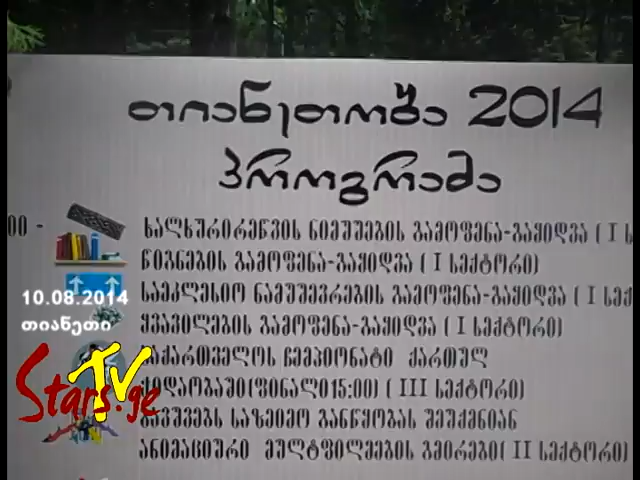 თიანეთობა 2014
პროგრამა
00 -
ხალხური რეწვის ნიმუშების გამოფენა-გაყიდვა ( I ს
წიგნების გამოფენა-გაყიდვა ( I სექტორი)
საეკლესიო ნამუშევრების გამოფენა-გაყიდვა ( I სექ
ყვავილების გამოფენა-გაყიდვა ( I სექტორი)
საქართველოს ჩემპიონატი ქართულ
ჭიდაობაში(ფინალი15:00) ( III სექტორი)
ბავშვებს საზეიმო განწყობას შეუქმნიან
ანიმაციური მულტფილმების გმირები( II სექტორი)
10.08.2014
თიანეთი
TV
Stars.ge